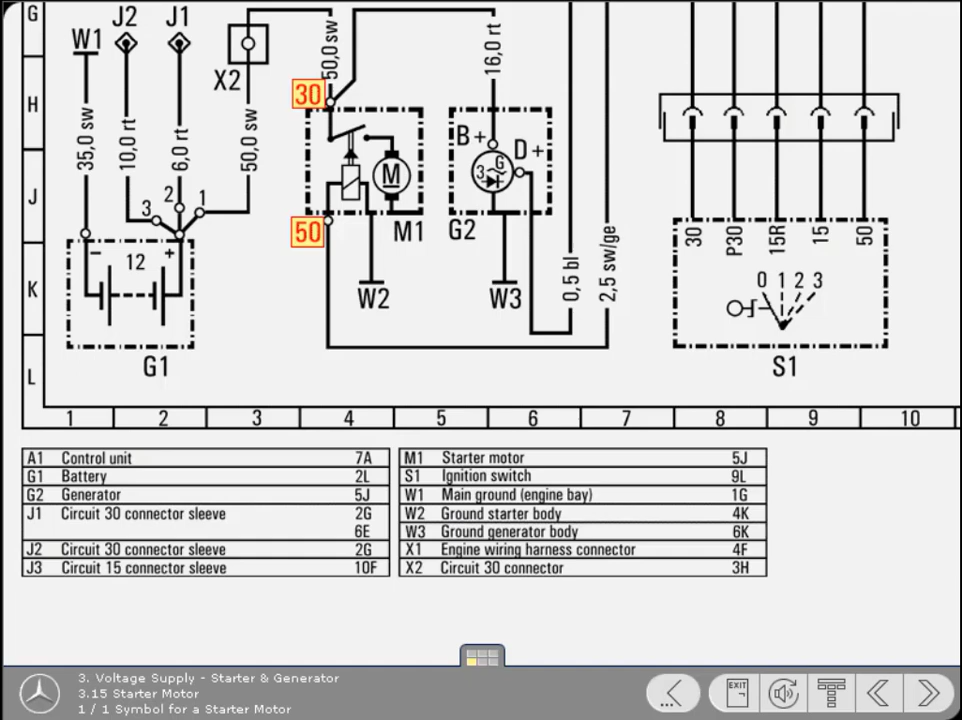 G
J2
J1
W1
X2
50,0 sw
16,0 rt
H
30
35,0 sw
10,0 rt
6,0 rt
50,0 sw
B+
D+
G
3~
M
J
3
2
1
50
M1
G2
30
P30
15R
15
50
-
12
+
K
W2
W3
0,5 bl
2,5 sw/ge
0 1 2 3
G1
S1
L
1 2 3 4 5 6 7 8 9 10
A1 Control unit 7A
G1 Battery 2L
G2 Generator 5J
J1 Circuit 30 connector sleeve 2G
6E
J2 Circuit 30 connector sleeve 2G
J3 Circuit 15 connector sleeve 10F
M1 Starter motor 5J
S1 Ignition switch 9L
W1 Main ground (engine bay) 1G
W2 Ground starter body 4K
W3 Ground generator body 6K
X1 Engine wiring harness connector 4F
X2 Circuit 30 connector 3H
3. Voltage Supply - Starter & Generator
3.15 Starter Motor
1 / 1 Symbol for a Starter Motor
...
EXIT